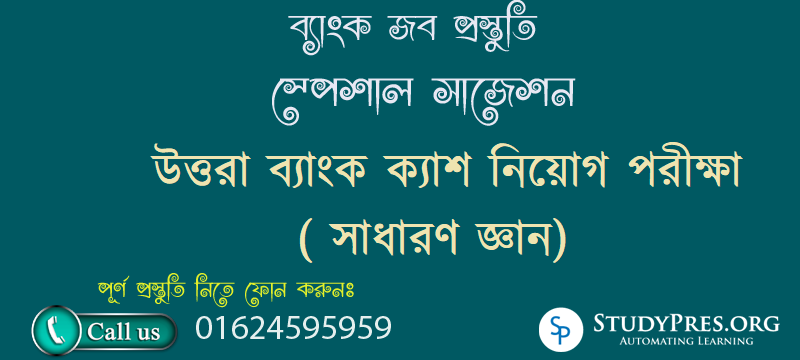 ব্যাংক জব প্রস্তুতি
স্পেশাল সাজেশন
উত্তরা ব্যাংক ক্যাশ নিয়োগ পরীক্ষা
( সাধারণ জ্ঞান)
পূর্ণ প্রস্তুতি নিতে ফোন করুনঃ
Call us 01624595959
SP STUDYPRES.ORG
AUTOMATING LEARNING